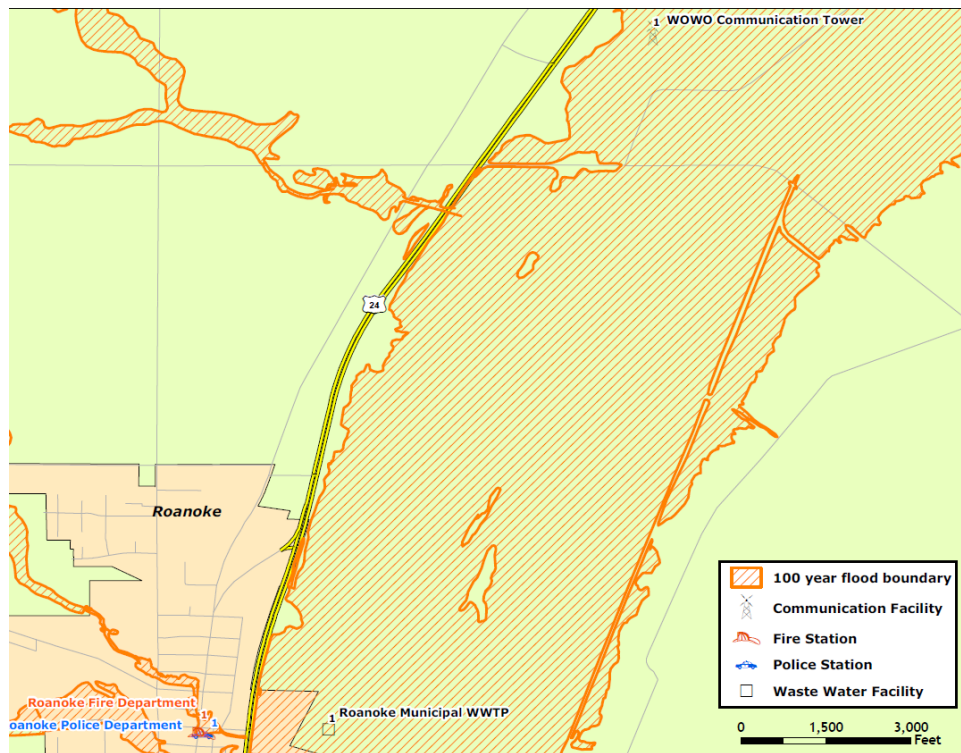 1 WOWO Communication Tower
24
Roanoke
100 year flood boundary
Communication Facility
Fire Station
Police Station
Waste Water Facility
Roanoke Fire Department
1
oanoke Police Department
1
1
Roanoke Municipal WWTP
0 1,500 3,000
Feet